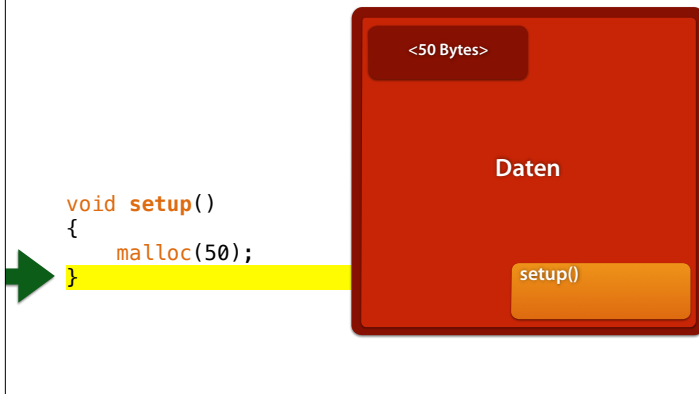 <50 Bytes>
Daten
void setup()
{
malloc(50);
}
setup()